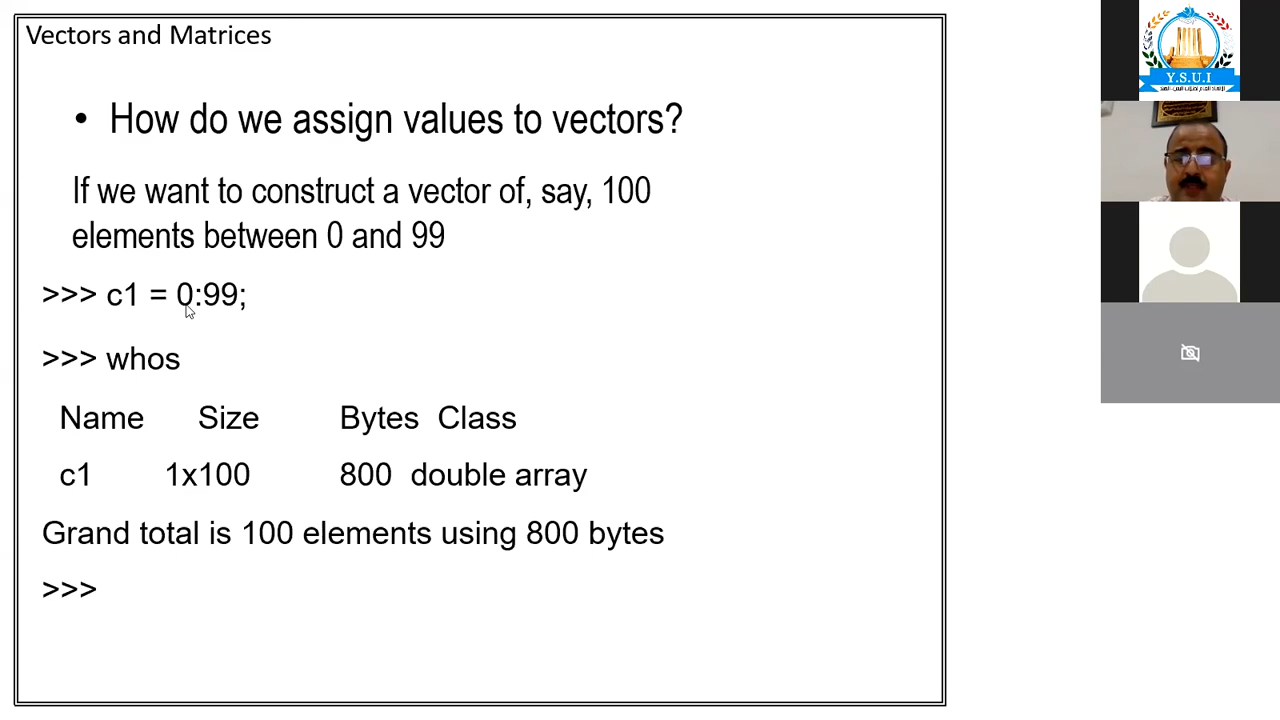 Vectors and Matrices
• How do we assign values to vectors?
If we want to construct a vector of, say, 100
elements between 0 and 99
>>> c1 = 0:99;
>>> whos
Name Size Bytes Class
c1 1x100 800 double array
Grand total is 100 elements using 800 bytes
>>>
Y.S.U.I